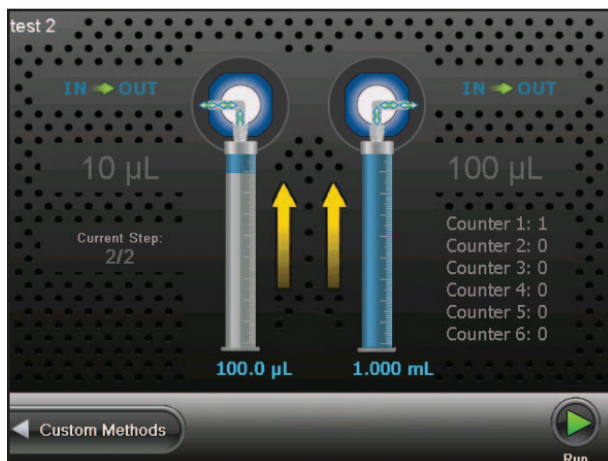 test 2
IN OUT
IN OUT
10 µL
100 µL
Current Step:
2/2
Counter 1: 1
Counter 2: 0
Counter 3: 0
Counter 4: 0
Counter 5: 0
Counter 6: 0
100.0 µL
1.000 mL
Custom Methods
Run